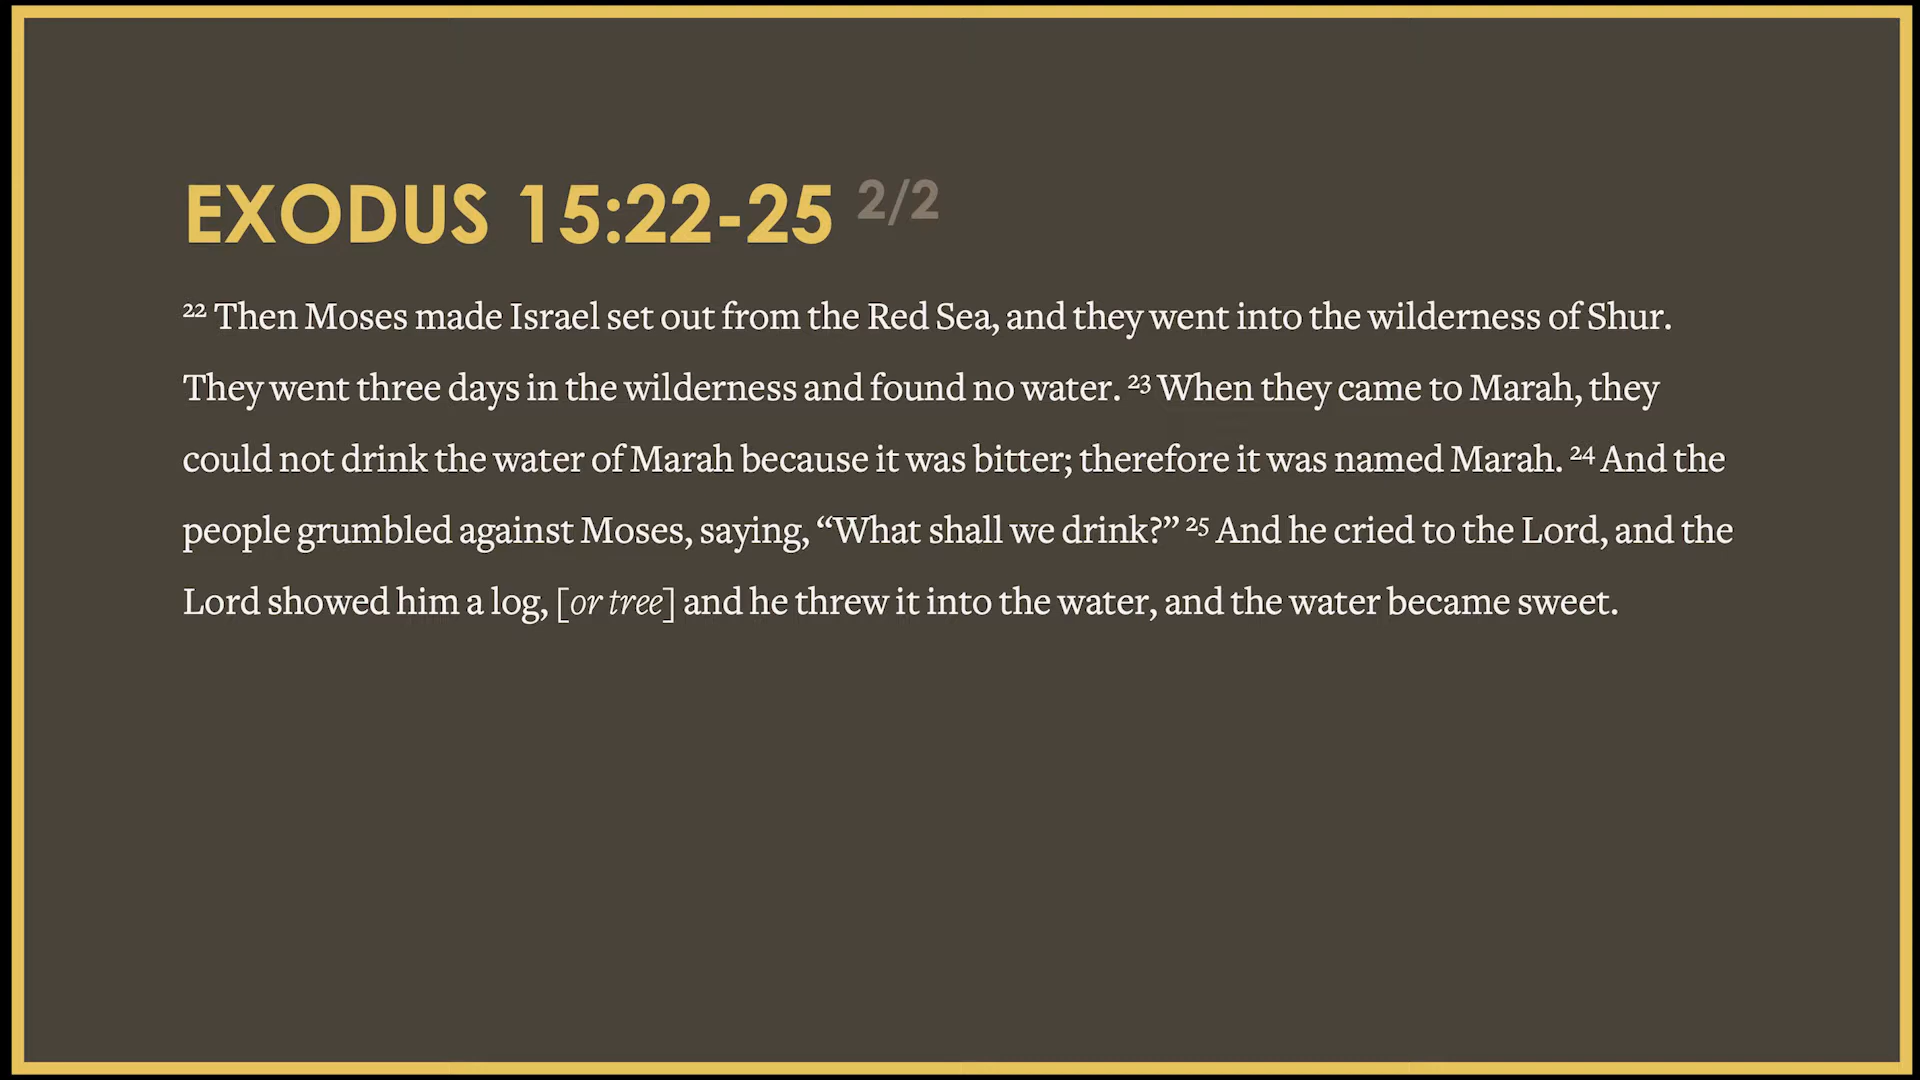 EXODUS 15:22-25 2/2
22 Then Moses made Israel set out from the Red Sea, and they went into the wilderness of Shur.
They went three days in the wilderness and found no water. 23 When they came to Marah, they
could not drink the water of Marah because it was bitter; therefore it was named Marah. 24 And the
people grumbled against Moses, saying, “What shall we drink?” 25 And he cried to the Lord, and the
Lord showed him a log, [or tree] and he threw it into the water, and the water became sweet.